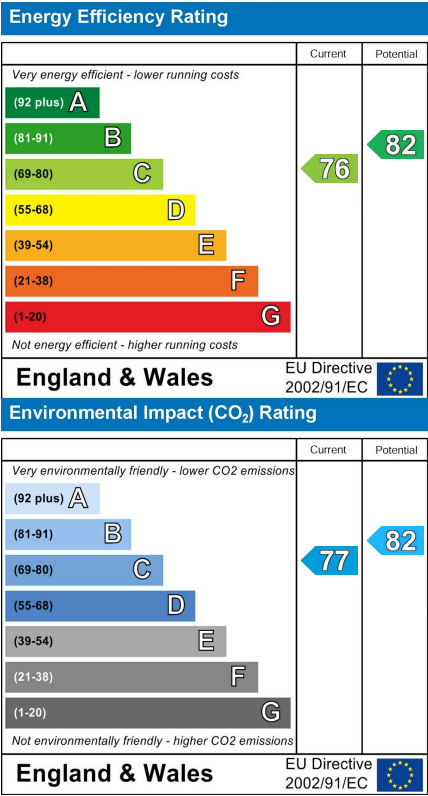 Energy Efficiency Rating
Current Potential
Very energy efficient - lower running costs
(92 plus) A
(81-91) B
82
(69-80) C
76
(55-68) D
(39-54) E
(21-38) F
(1-20) G
Not energy efficient - higher running costs
England & Wales
EU Directive
2002/91/EC
Environmental Impact (CO₂) Rating
Current Potential
Very environmentally friendly - lower CO2 emissions
(92 plus) A
(81-91) B
82
(69-80) C
77
(55-68) D
(39-54) E
(21-38) F
(1-20) G
Not environmentally friendly - higher CO2 emissions
England & Wales
EU Directive
2002/91/EC